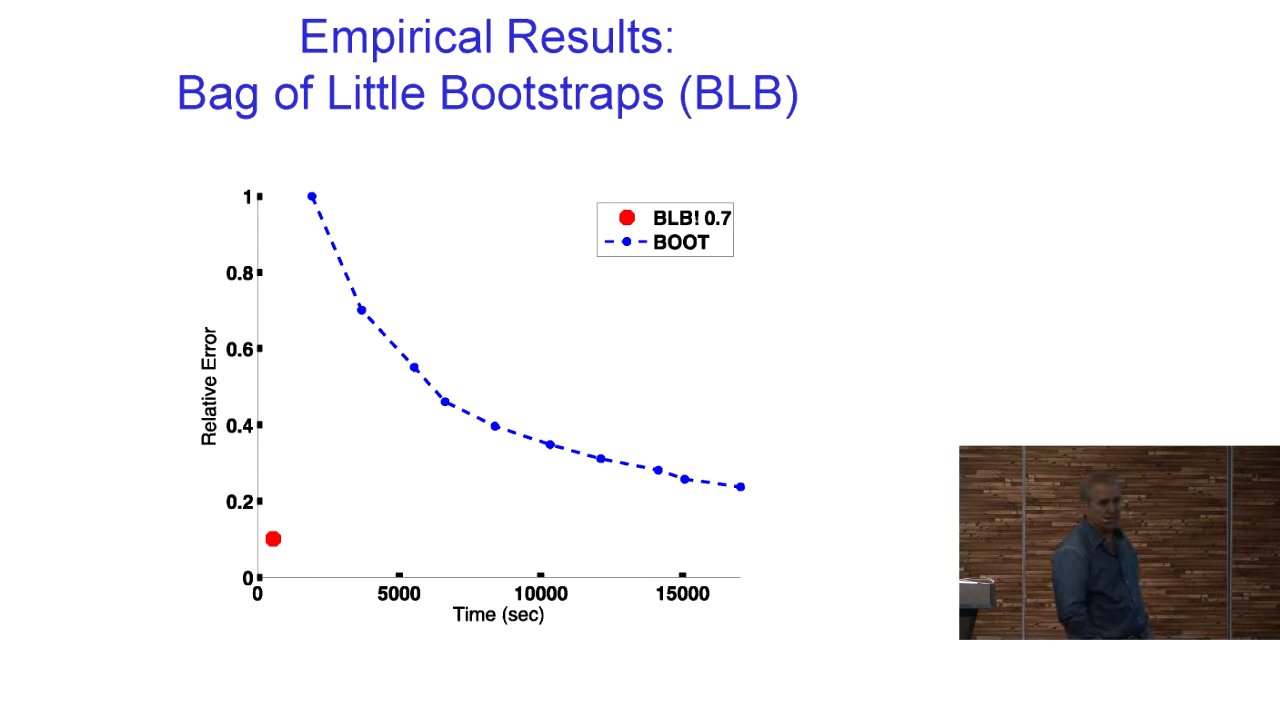 Empirical Results:
Bag of Little Bootstraps (BLB)
BLB! 0.7
BOOT
1
0.8
0.6
0.4
0.2
0
Relative Error
0 5000 10000 15000
Time (sec)